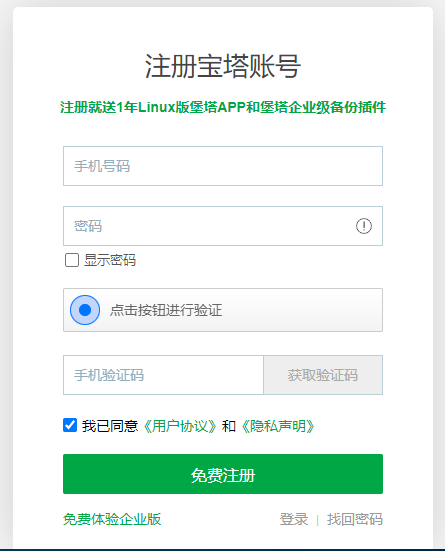 注册宝塔账号
注册就送1年Linux版堡塔APP和堡塔企业级备份插件
手机号码
密码
显示密码
点击按钮进行验证
手机验证码 获取验证码
我已同意《用户协议》和《隐私声明》
免费注册
免费体验企业版 登录 | 找回密码